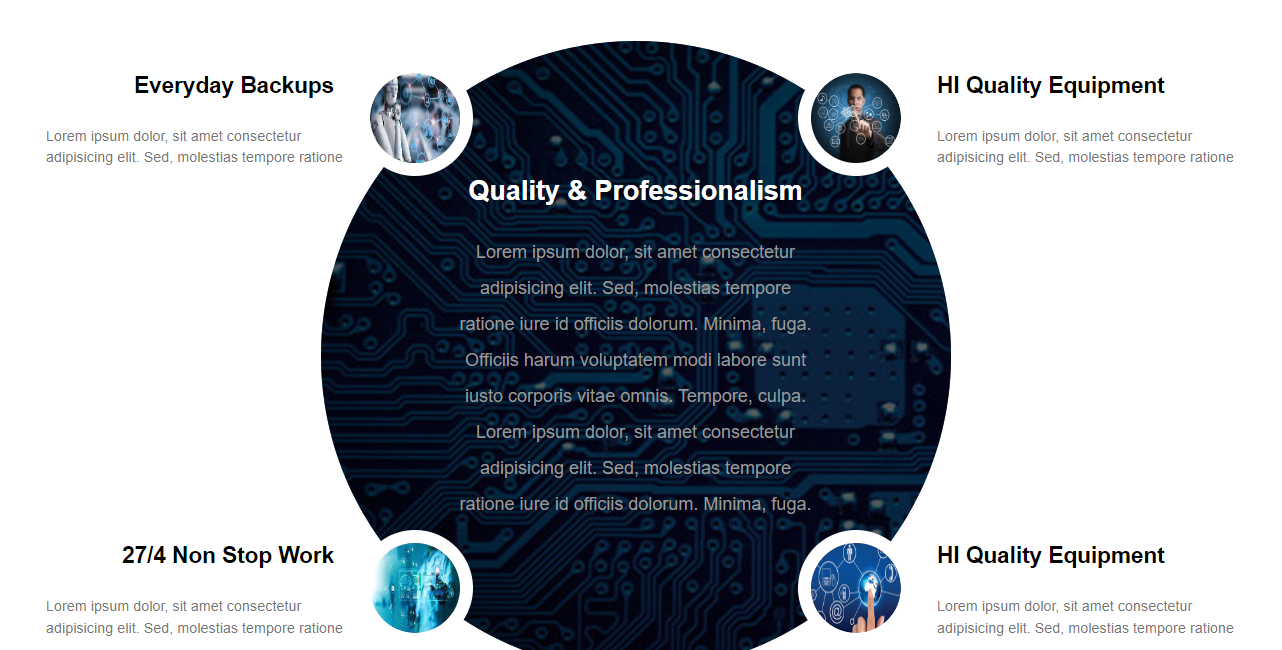 Everyday Backups
Lorem ipsum dolor, sit amet consectetur
adipisicing elit. Sed, molestias tempore ratione
HI Quality Equipment
Lorem ipsum dolor, sit amet consectetur
adipisicing elit. Sed, molestias tempore ratione
Quality & Professionalism
Lorem ipsum dolor, sit amet consectetur
adipisicing elit. Sed, molestias tempore
ratione iure id officiis dolorum. Minima, fuga.
Officiis harum voluptatem modi labore sunt
iusto corporis vitae omnis. Tempore, culpa.
Lorem ipsum dolor, sit amet consectetur
adipisicing elit. Sed, molestias tempore
ratione iure id officiis dolorum. Minima, fuga.
27/4 Non Stop Work
Lorem ipsum dolor, sit amet consectetur
adipisicing elit. Sed, molestias tempore ratione
HI Quality Equipment
Lorem ipsum dolor, sit amet consectetur
adipisicing elit. Sed, molestias tempore ratione